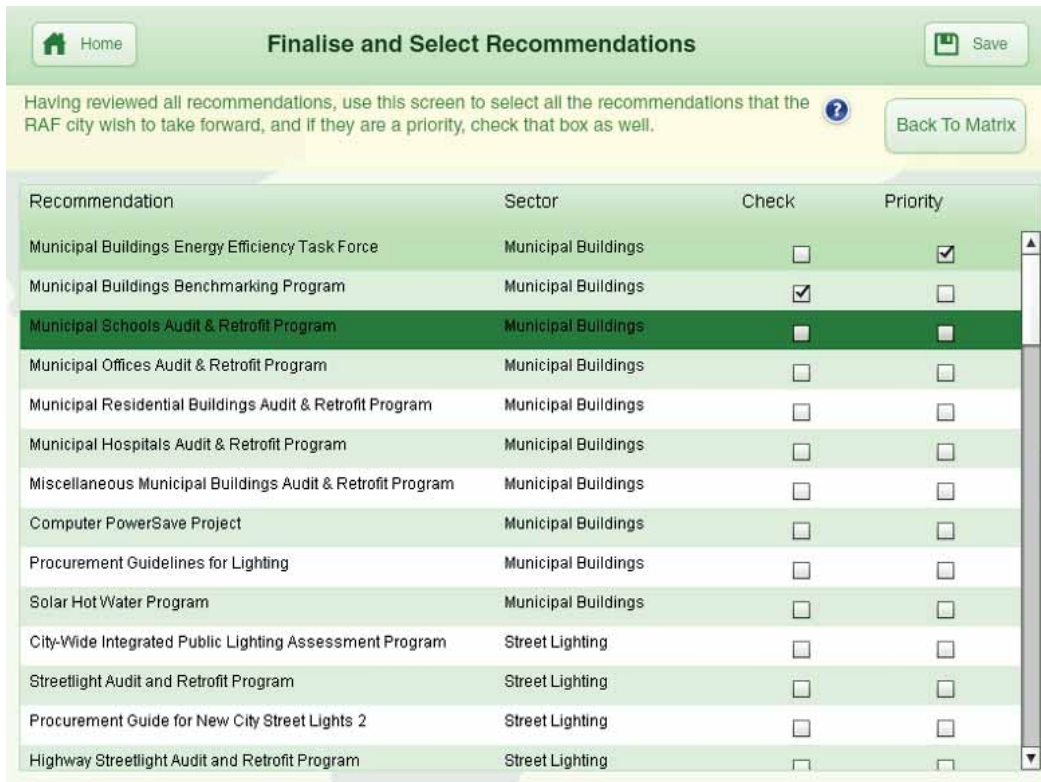 Home
Finalise and Select Recommendations
Save
Having reviewed all recommendations, use this screen to select all the recommendations that the
RAF city wish to take forward, and if they are a priority, check that box as well.
?
Back To Matrix
Recommendation Sector Check Priority
Municipal Buildings Energy Efficiency Task Force Municipal Buildings
Municipal Buildings Benchmarking Program Municipal Buildings
Municipal Schools Audit & Retrofit Program Municipal Buildings
Municipal Offices Audit & Retrofit Program Municipal Buildings
Municipal Residential Buildings Audit & Retrofit Program Municipal Buildings
Municipal Hospitals Audit & Retrofit Program Municipal Buildings
Miscellaneous Municipal Buildings Audit & Retrofit Program Municipal Buildings
Computer PowerSave Project Municipal Buildings
Procurement Guidelines for Lighting Municipal Buildings
Solar Hot Water Program Municipal Buildings
City-Wide Integrated Public Lighting Assessment Program Street Lighting
Streetlight Audit and Retrofit Program Street Lighting
Procurement Guide for New City Street Lights 2 Street Lighting
Highway Streetlight Audit and Retrofit Program Street Lighting